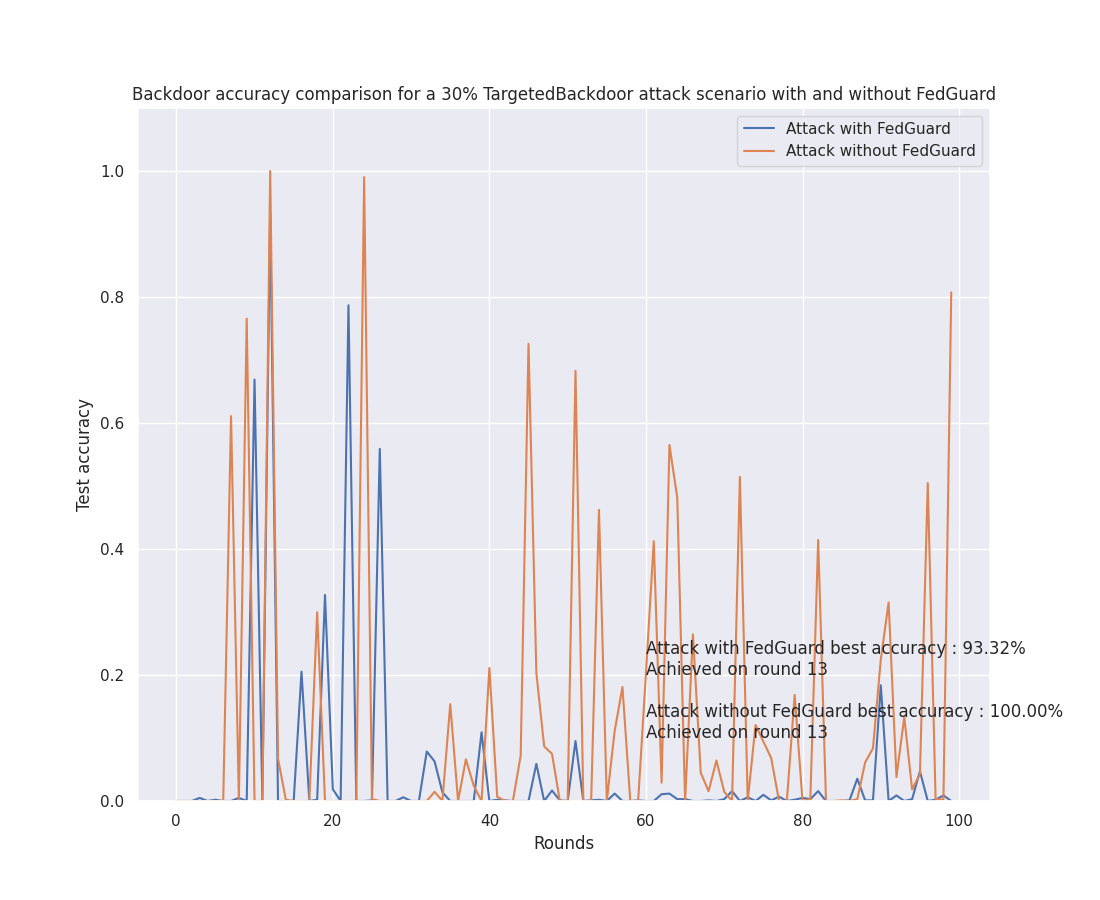 Backdoor accuracy comparison for a 30% TargetedBackdoor attack scenario with and without FedGuard
Attack with FedGuard
Attack without FedGuard
1.0
0.8
0.6
0.4
0.2
0.0
Test accuracy
Attack with FedGuard best accuracy : 93.32%
Achieved on round 13
Attack without FedGuard best accuracy : 100.00%
Achieved on round 13
0 20 40 60 80 100
Rounds